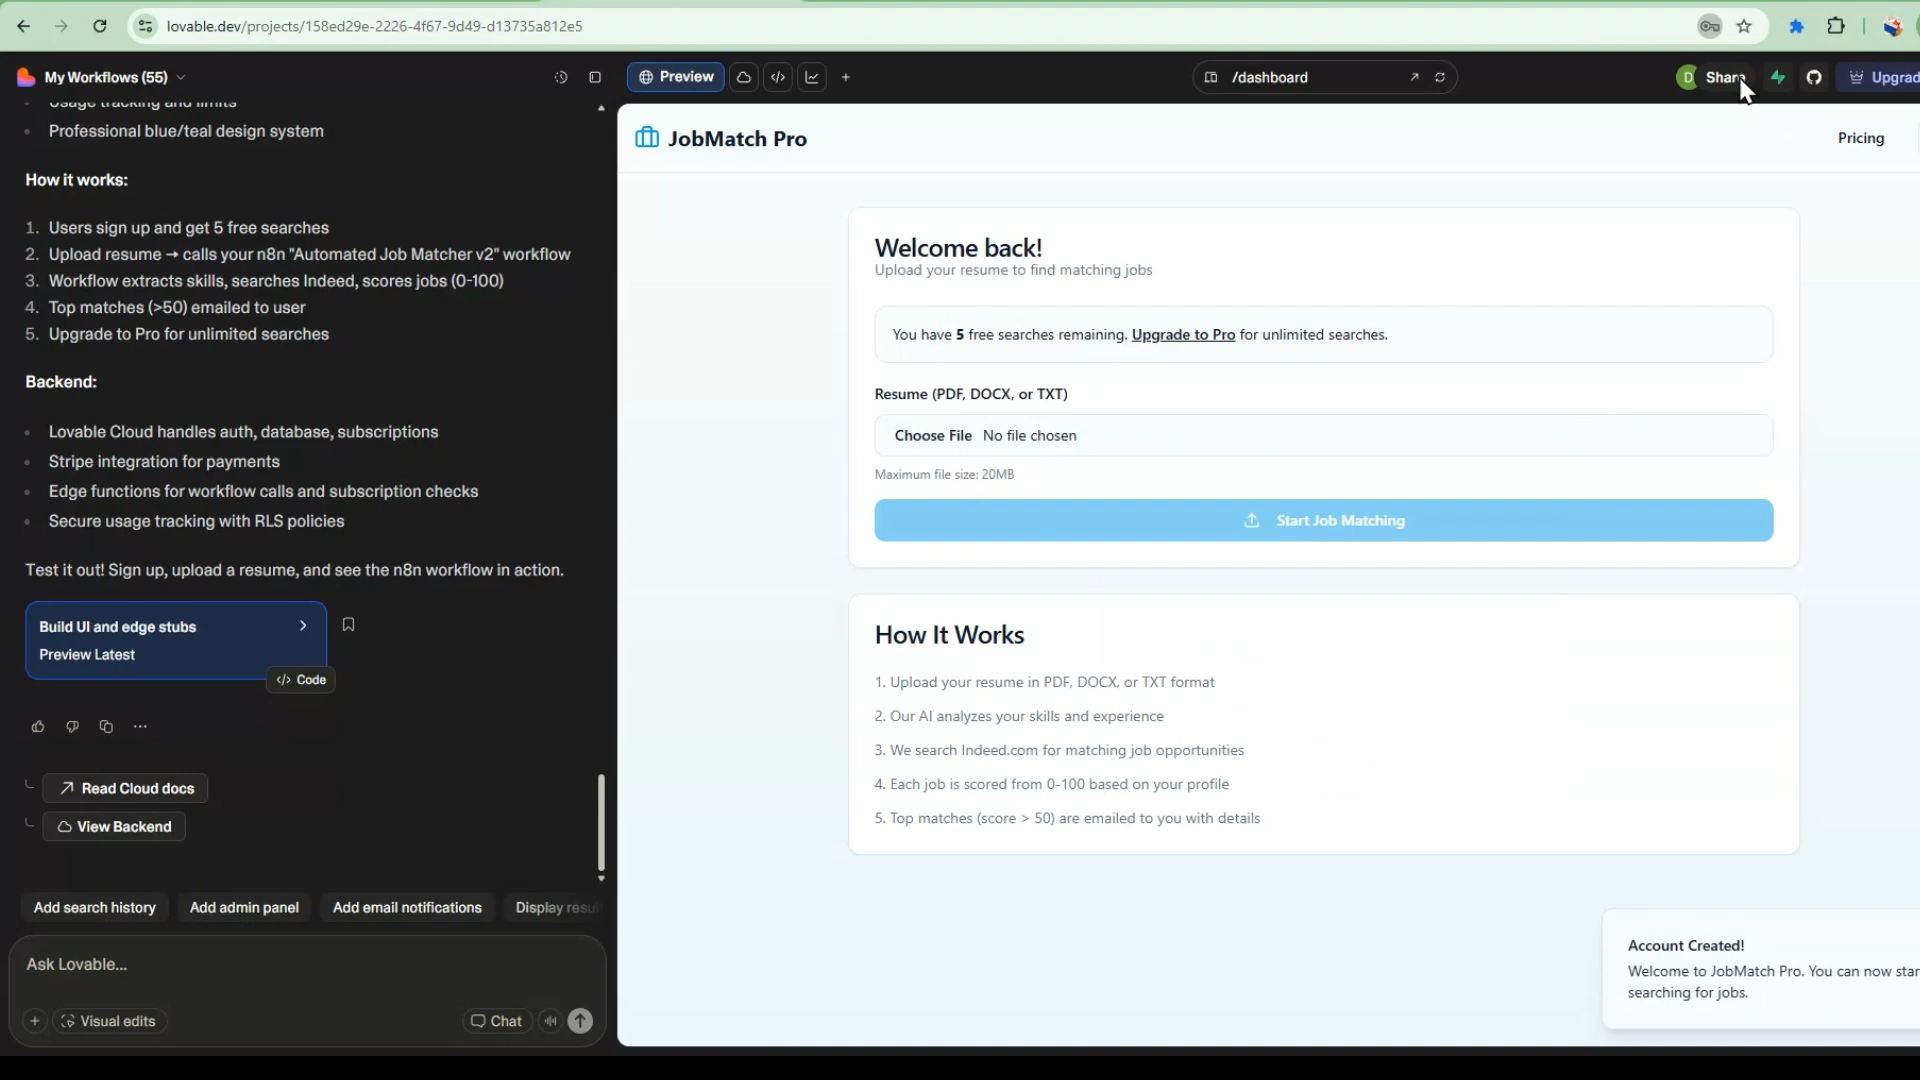 lovable.dev/projects/158ed29e-2226-4f67-9d49-d13735a812e5
My Workflows (55)
Preview
/dashboard
D
Share
Upgrad
Usage tracking and limits
Professional blue/teal design system
How it works:
1. Users sign up and get 5 free searches
2. Upload resume → calls your n8n "Automated Job Matcher v2" workflow
3. Workflow extracts skills, searches Indeed, scores jobs (0-100)
4. Top matches (>50) emailed to user
5. Upgrade to Pro for unlimited searches
Backend:
Lovable Cloud handles auth, database, subscriptions
Stripe integration for payments
Edge functions for workflow calls and subscription checks
Secure usage tracking with RLS policies
Test it out! Sign up, upload a resume, and see the n8n workflow in action.
Build UI and edge stubs
Preview Latest
</> Code
Read Cloud docs
View Backend
Add search history
Add admin panel
Add email notifications
Display resu
Ask Lovable...
Visual edits
Chat
JobMatch Pro
Pricing
Welcome back!
Upload your resume to find matching jobs
You have 5 free searches remaining. Upgrade to Pro for unlimited searches.
Resume (PDF, DOCX, or TXT)
Choose File No file chosen
Maximum file size: 20MB
Start Job Matching
How It Works
1. Upload your resume in PDF, DOCX, or TXT format
2. Our AI analyzes your skills and experience
3. We search Indeed.com for matching job opportunities
4. Each job is scored from 0-100 based on your profile
5. Top matches (score > 50) are emailed to you with details
Account Created!
Welcome to JobMatch Pro. You can now star
searching for jobs.